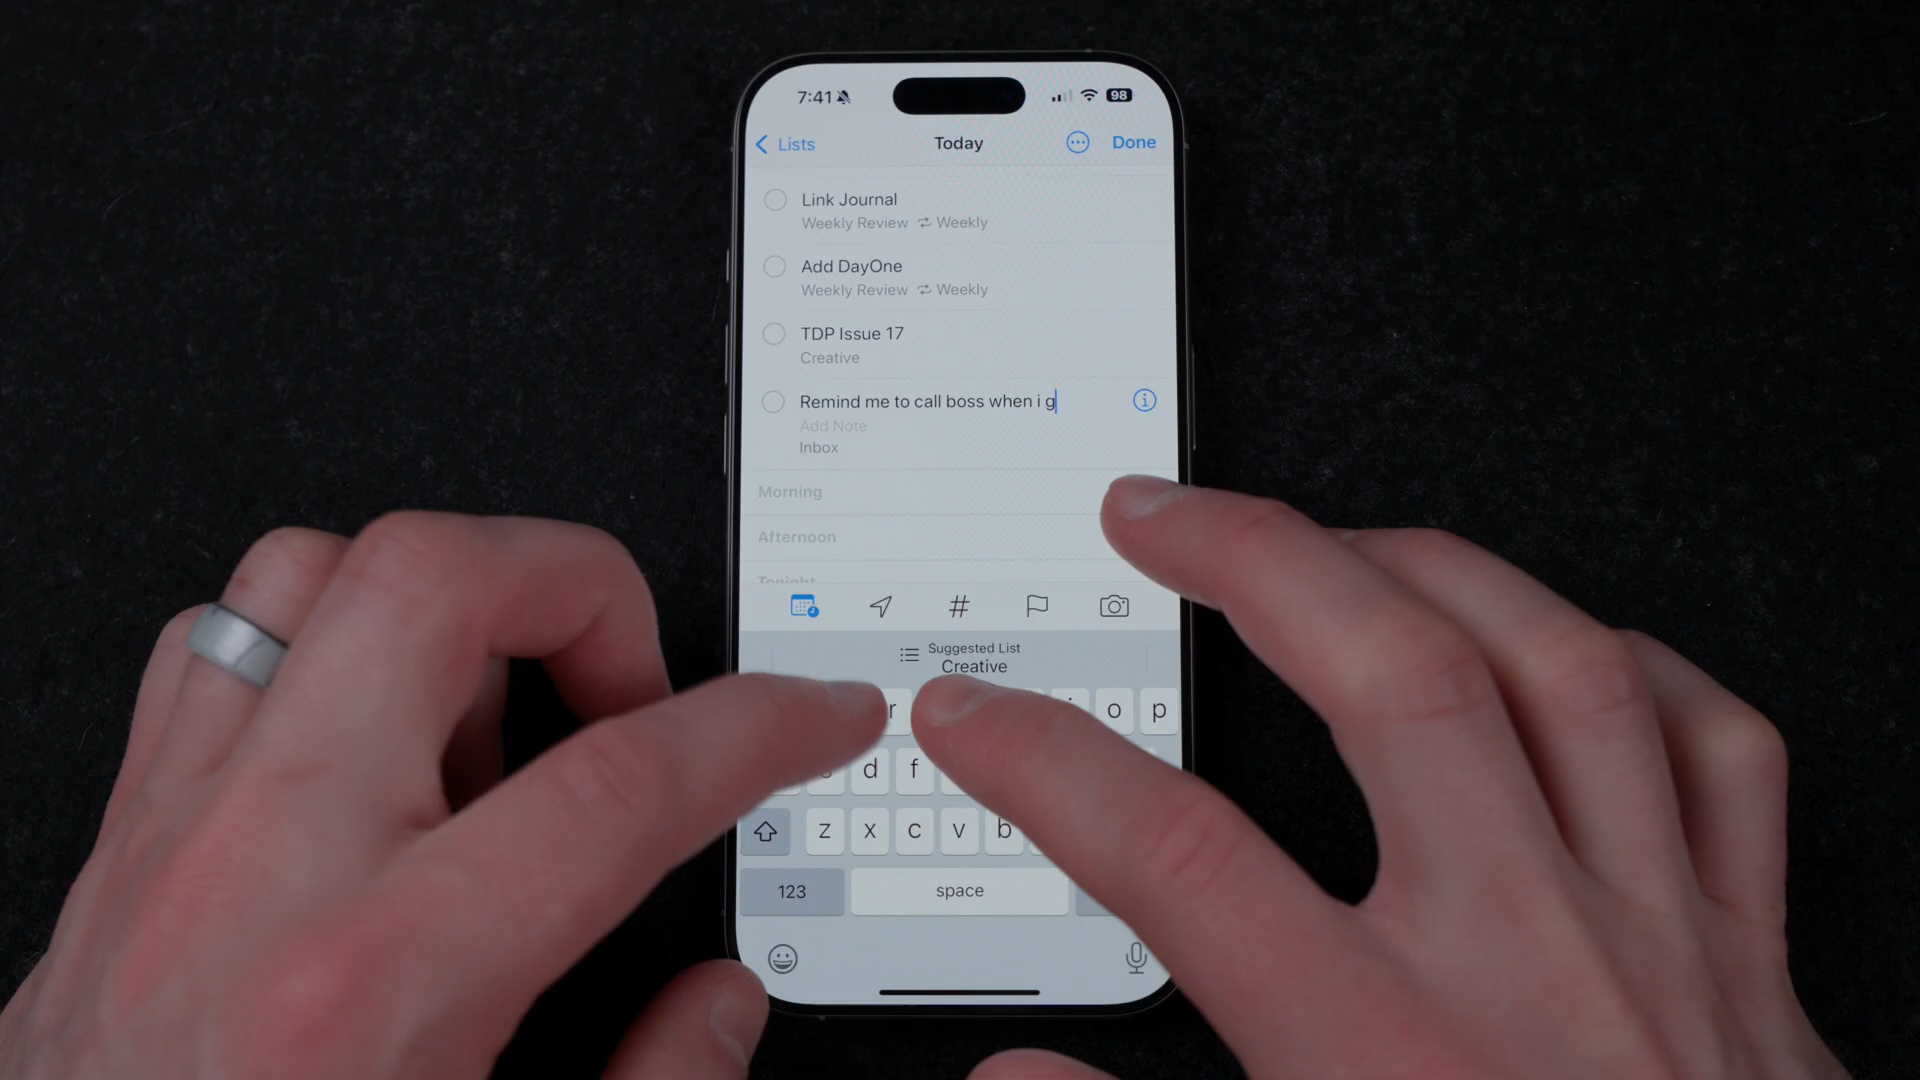 7:41
98
Lists
Today
Done
Link Journal
Weekly Review Weekly
Add DayOne
Weekly Review Weekly
TDP Issue 17
Creative
Remind me to call boss when i g
Add Note
Inbox
Morning
Afternoon
Tonight
#
Suggested List
Creative
r o p
d f
z x c v b
123
space